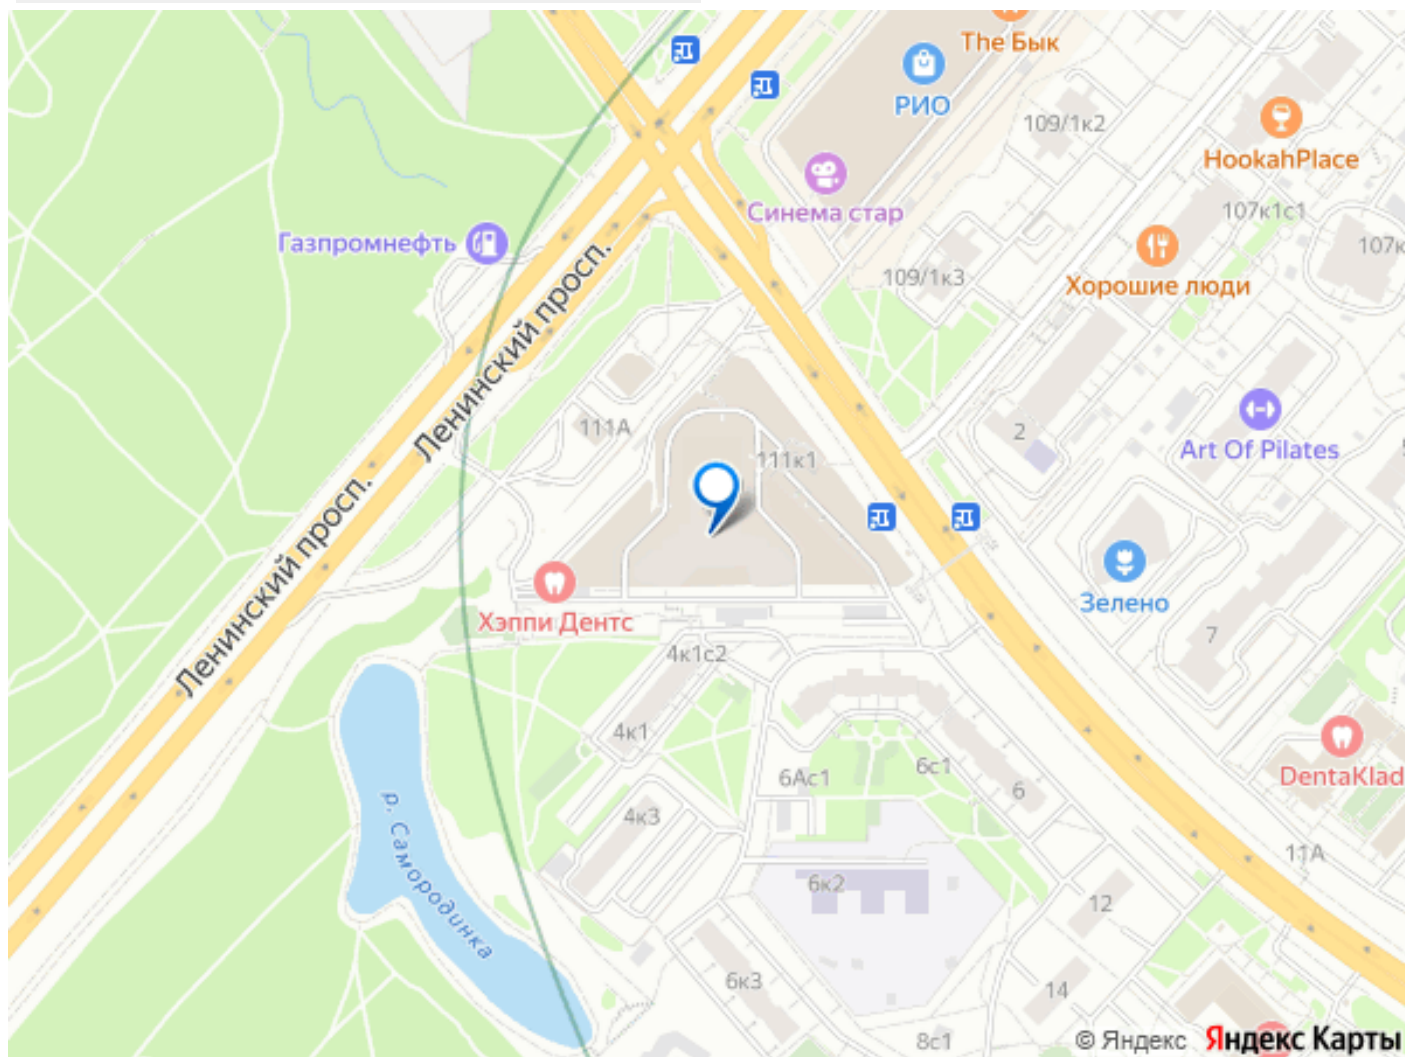 The Бык
РИО
109/1к2
HookahPlace
Синема стар
107к1с1
Газпромнефть
107к
109/1к3
Хорошие люди
Ленинский просп.
111А
2
111к1
Art Of Pilates
Ленинский просп.
Зелено
Хэппи Дентс
7
4к1с2
4к1
6Ас1
6с1
6
DentaKlad
р. Самородинка
4к3
11А
6к2
12
6к3
14
8с1
© Яндекс Яндекс Карты